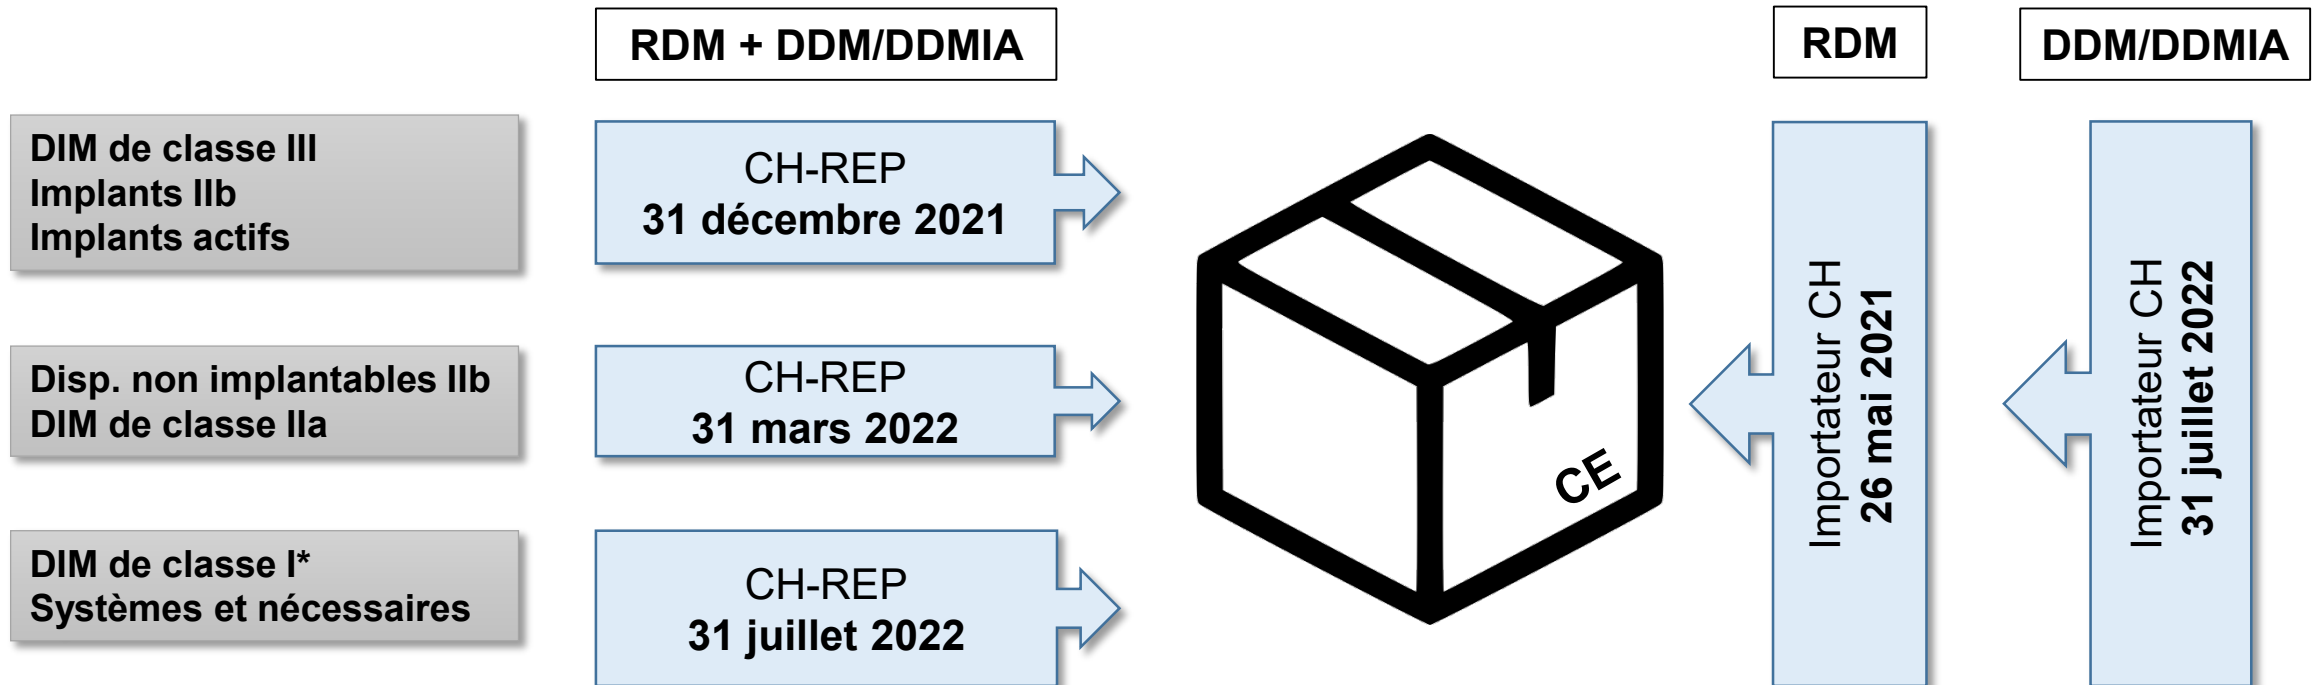 RDM + DDM/DDMIA
RDM
DDM/DDMIA
DIM de classe III
Implants IIb
Implants actifs
CH-REP
31 décembre 2021
Disp. non implantables IIb
DIM de classe IIa
CH-REP
31 mars 2022
DIM de classe I*
Systèmes et nécessaires
CH-REP
31 juillet 2022
CE
Importateur CH
26 mai 2021
Importateur CH
31 juillet 2022